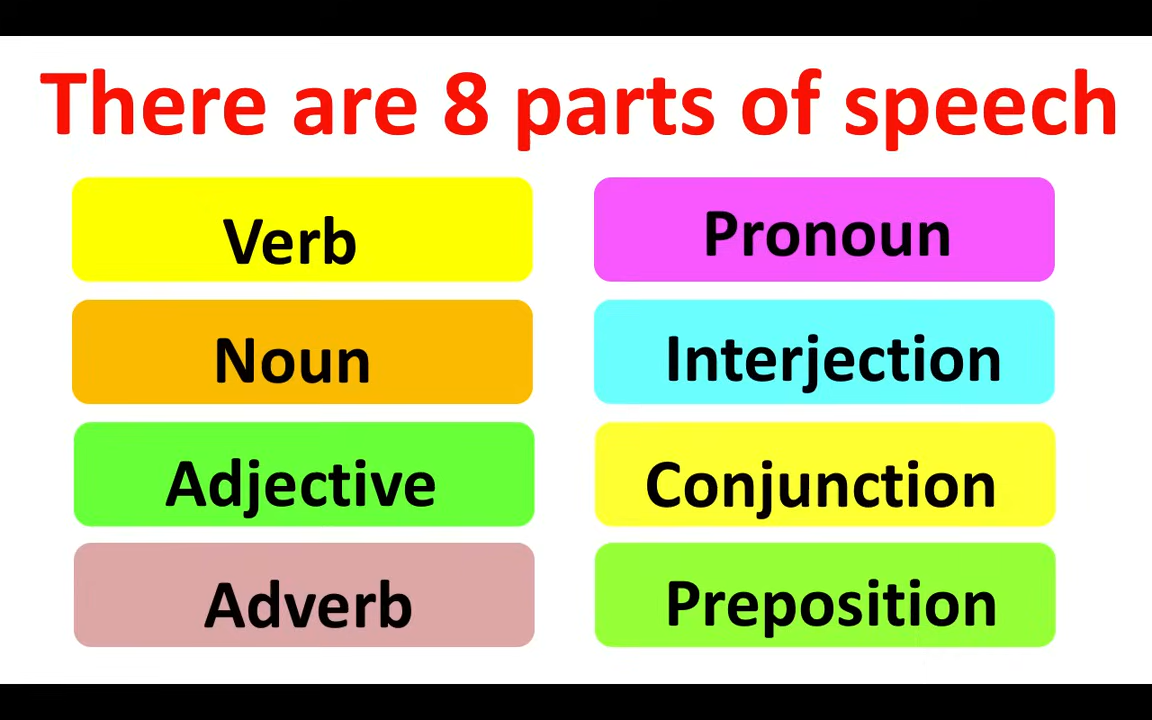 There are 8 parts of speech
Verb
Noun
Adjective
Adverb
Pronoun
Interjection
Conjunction
Preposition